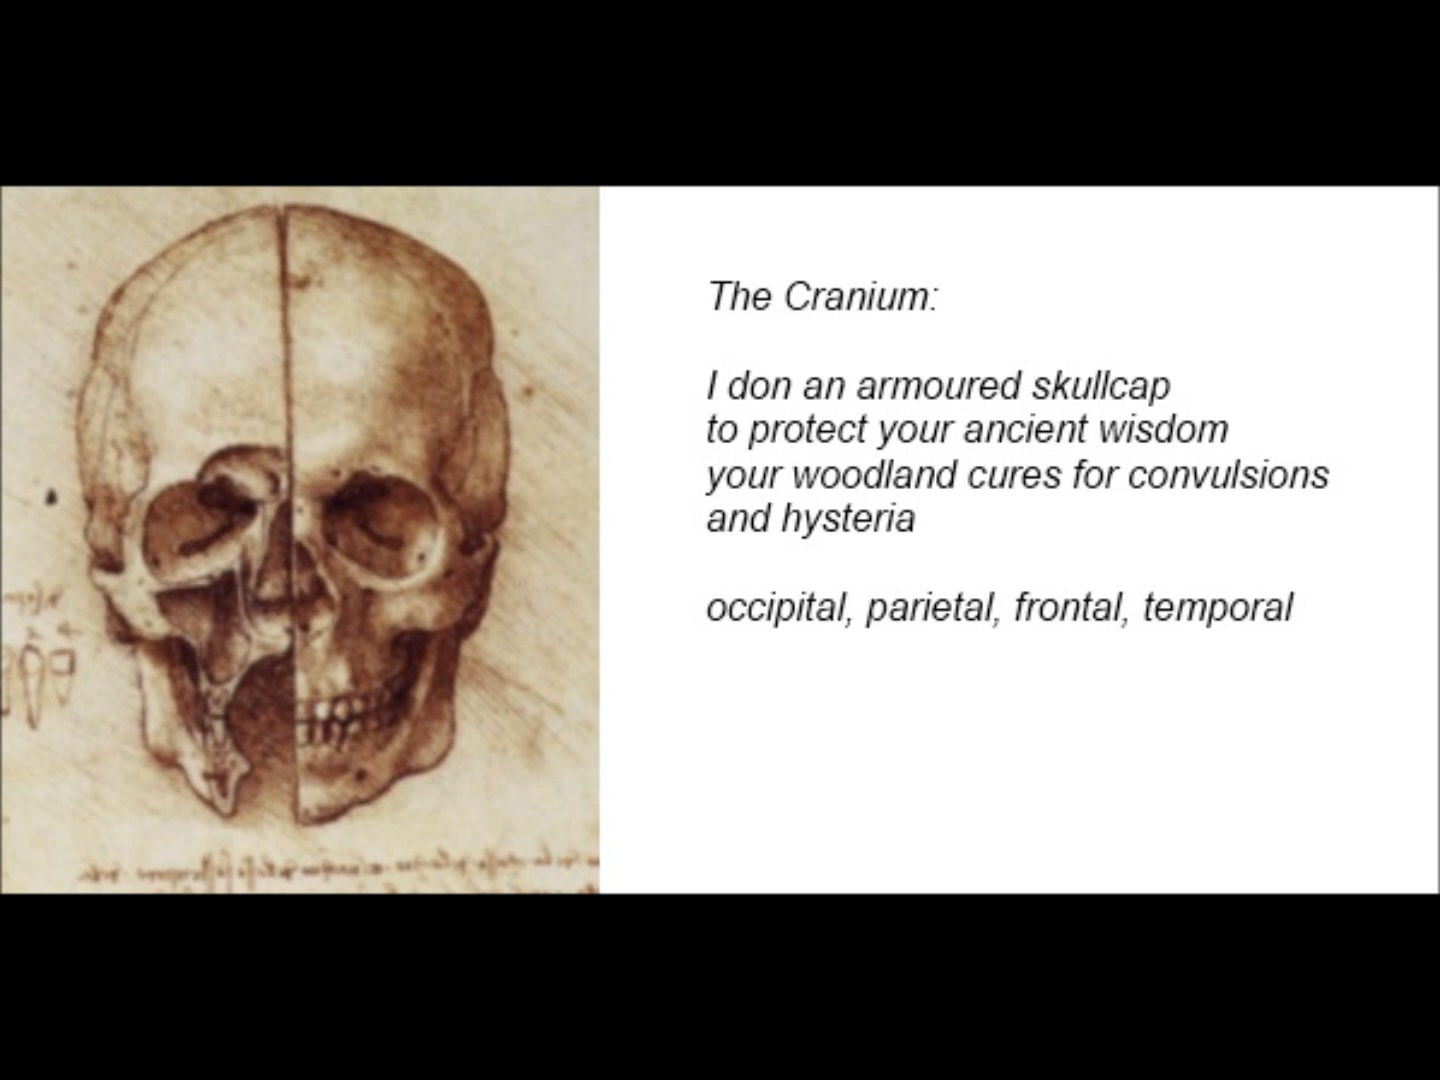 The Cranium:
I don an armoured skullcap
to protect your ancient wisdom
your woodland cures for convulsions
and hysteria
occipital, parietal, frontal, temporal